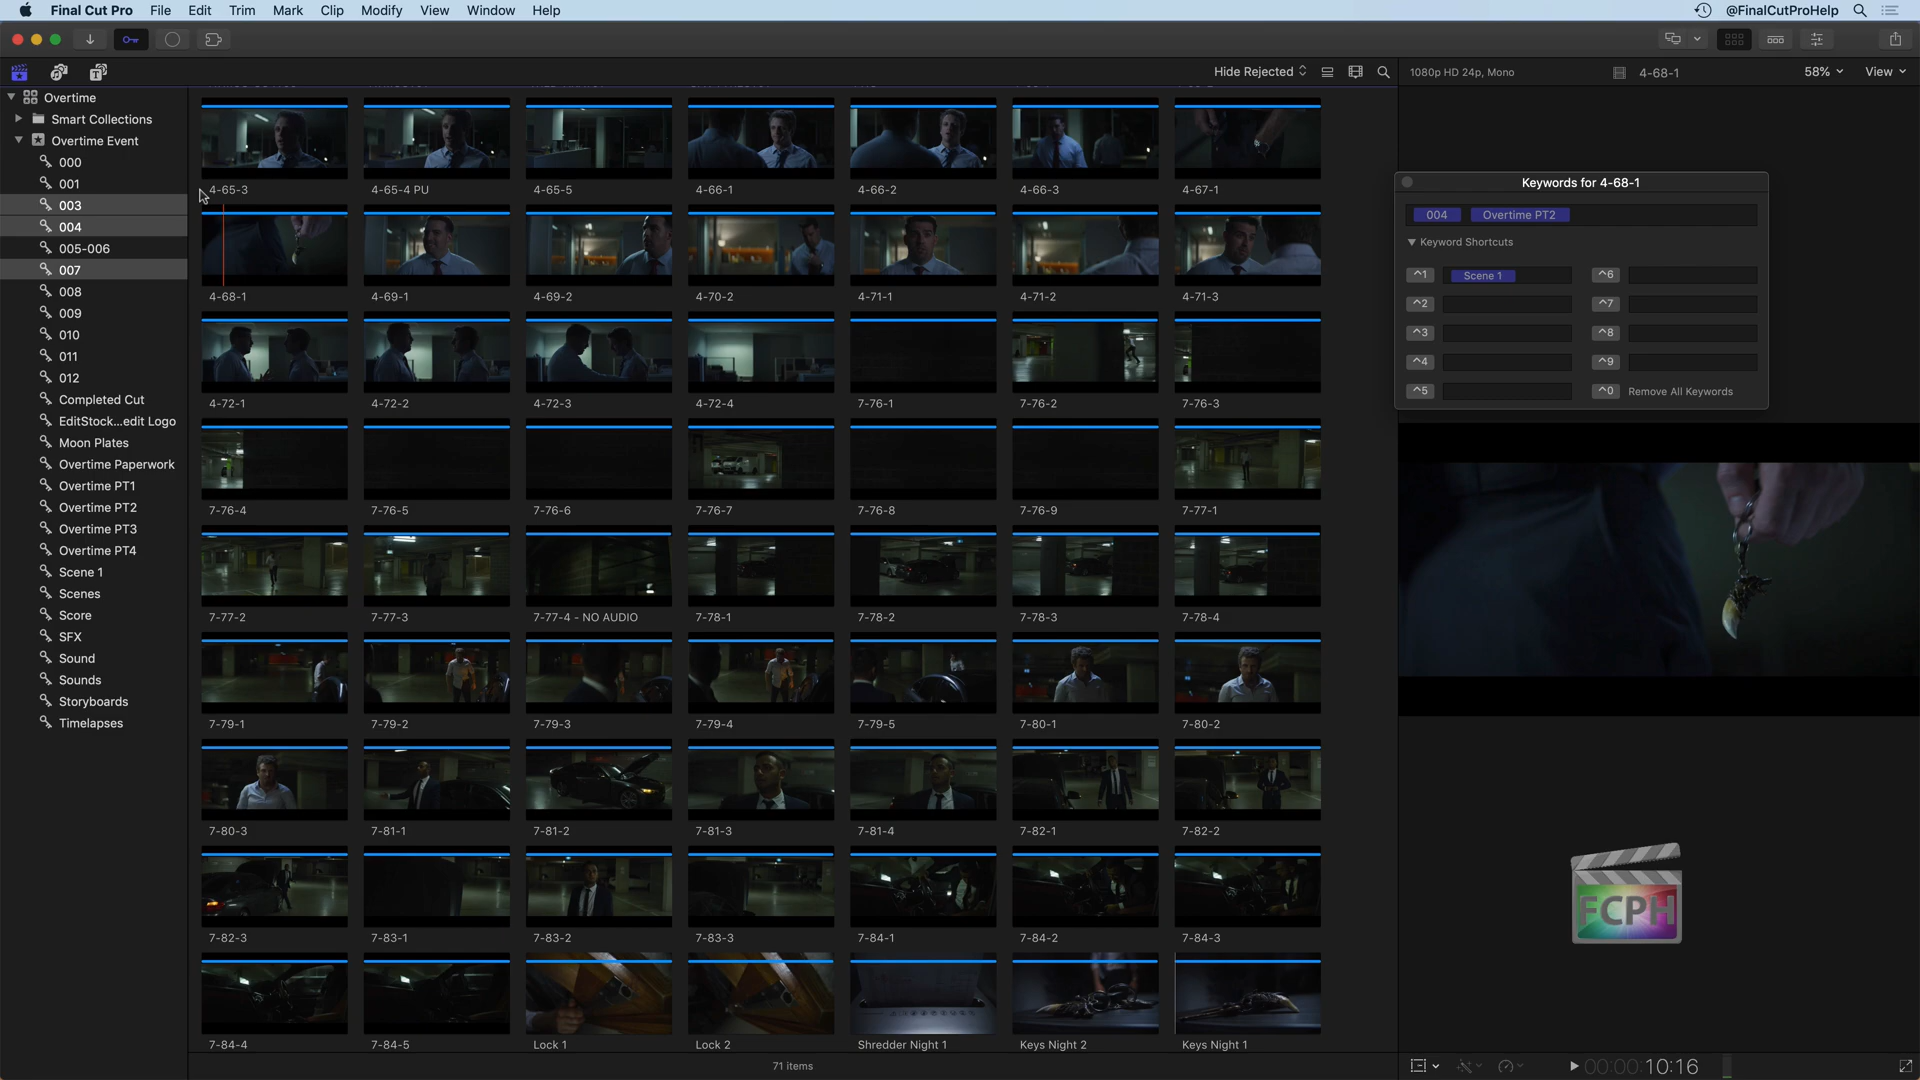 Final Cut Pro File Edit Trim Mark Clip Modify View Window Help @FinalCutProHelp
Hide Rejected 1080p HD 24p, Mono 4-68-1 58% View
Overtime
Smart Collections
Overtime Event
000
001
003
004
005-006
007
008
009
010
011
012
Completed Cut
EditStock...edit Logo
Moon Plates
Overtime Paperwork
Overtime PT1
Overtime PT2
Overtime PT3
Overtime PT4
Scene 1
Scenes
Score
SFX
Sound
Sounds
Storyboards
Timelapses
4-65-3 4-65-4 PU 4-65-5 4-66-1 4-66-2 4-66-3 4-67-1
4-68-1 4-69-1 4-69-2 4-70-2 4-71-1 4-71-2 4-71-3
4-72-1 4-72-2 4-72-3 4-72-4 7-76-1 7-76-2 7-76-3
7-76-4 7-76-5 7-76-6 7-76-7 7-76-8 7-76-9 7-77-1
7-77-2 7-77-3 7-77-4 - NO AUDIO 7-78-1 7-78-2 7-78-3 7-78-4
7-79-1 7-79-2 7-79-3 7-79-4 7-79-5 7-80-1 7-80-2
7-80-3 7-81-1 7-81-2 7-81-3 7-81-4 7-82-1 7-82-2
7-82-3 7-83-1 7-83-2 7-83-3 7-84-1 7-84-2 7-84-3
7-84-4 7-84-5 Lock 1 Lock 2 Shredder Night 1 Keys Night 2 Keys Night 1
71 items
Keywords for 4-68-1
004 Overtime PT2
Keyword Shortcuts
^1 Scene 1 ^6
^2 ^7
^3 ^8
^4 ^9
^5 ^0 Remove All Keywords
FCPH
00:00:10:16